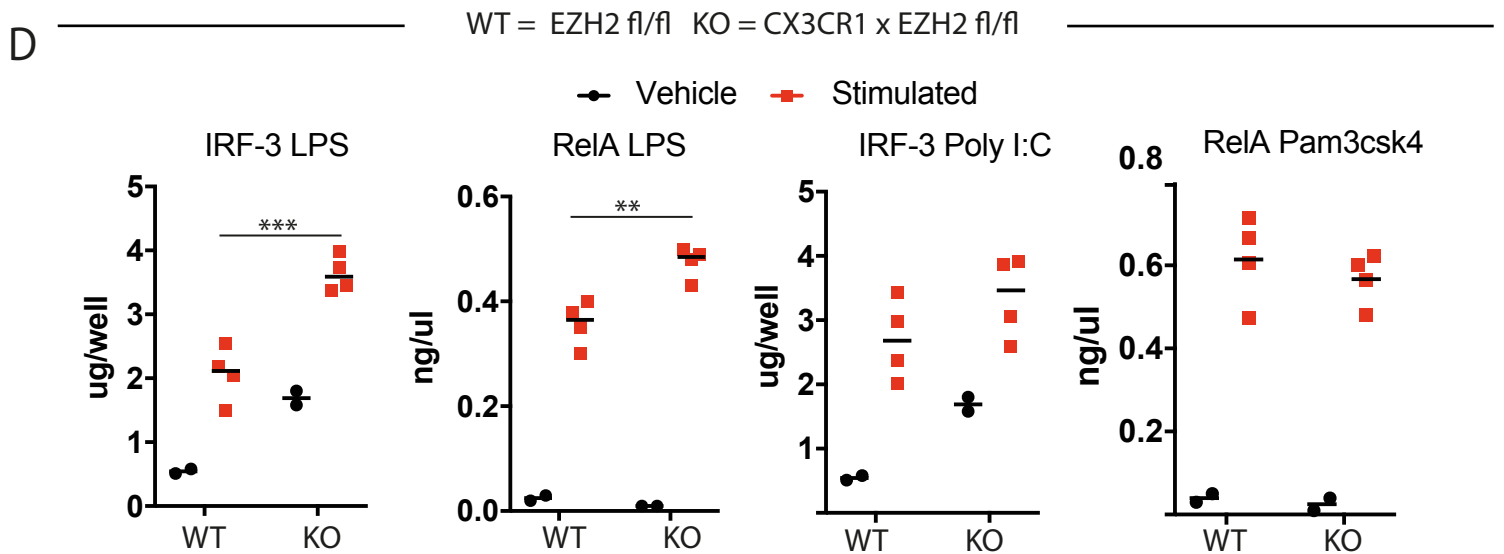 D
WT = EZH2 fl/fl KO = CX3CR1 x EZH2 fl/fl
Vehicle Stimulated
IRF-3 LPS
ug/well
5
4
3
2
1
0
***
WT KO
RelA LPS
ng/ul
0.6
0.4
0.2
0.0
**
WT KO
IRF-3 Poly I:C
ug/well
5
4
3
2
1
WT KO
RelA Pam3csk4
ng/ul
0.8
0.6
0.4
0.2
WT KO